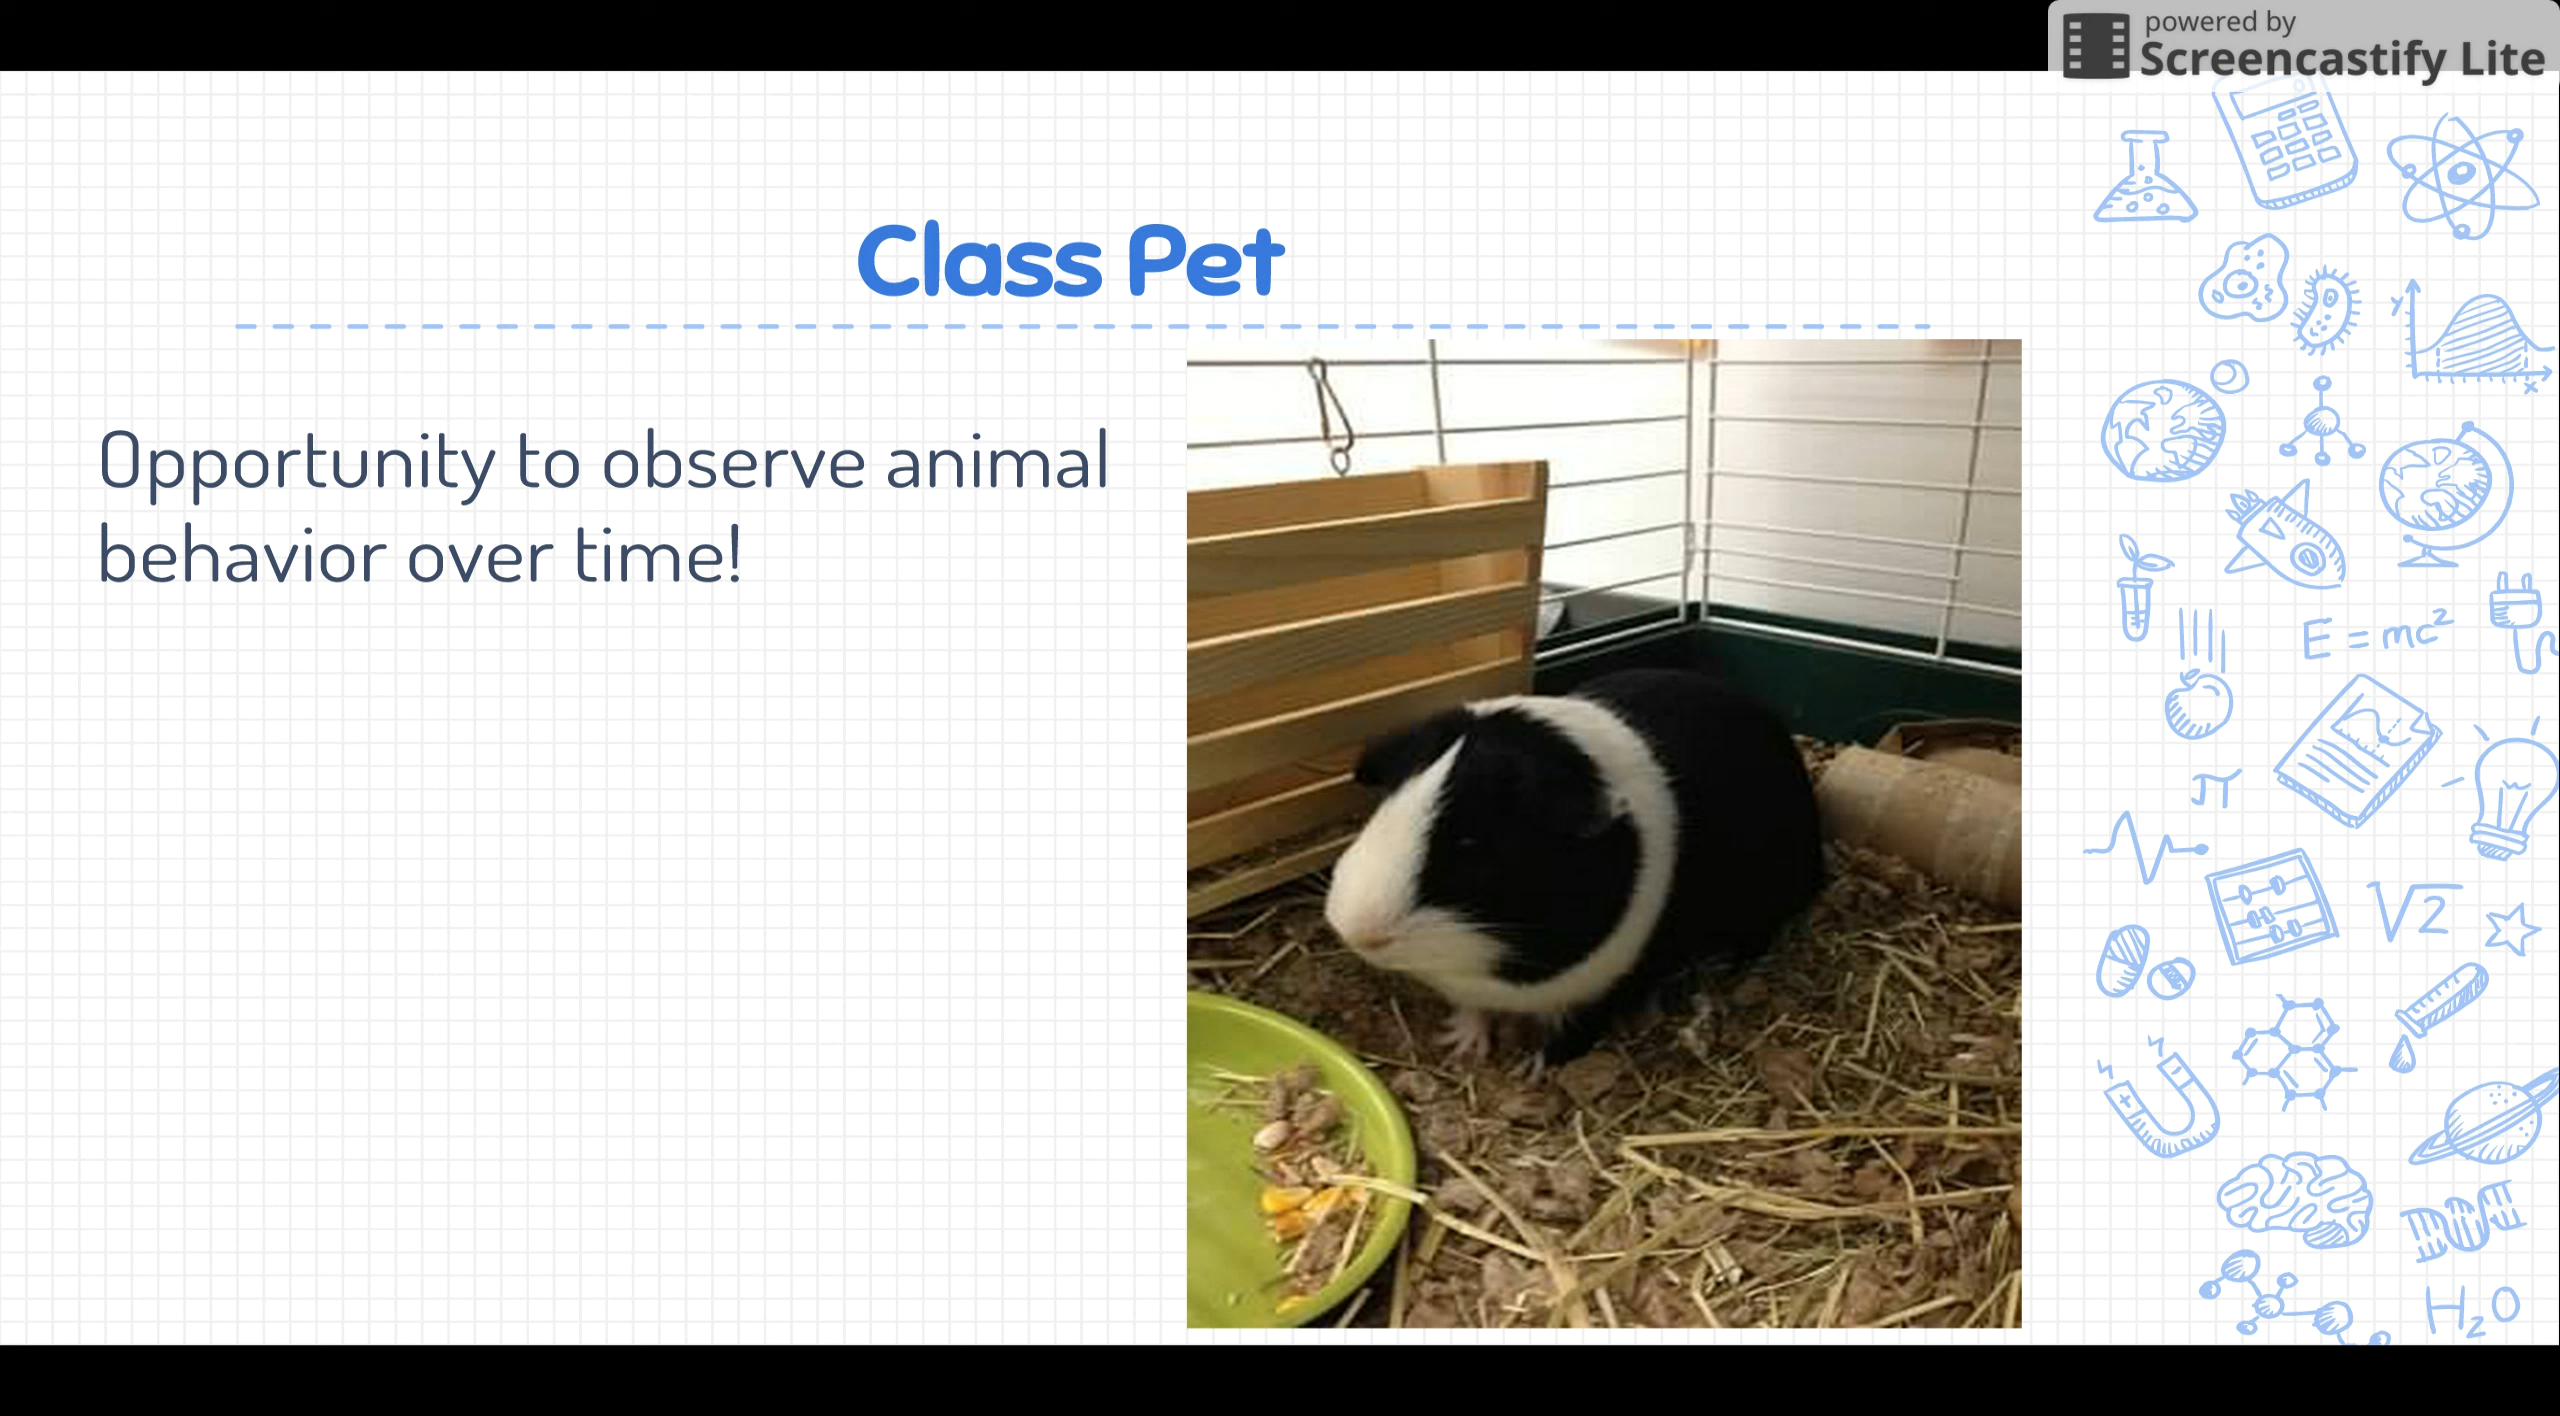 powered by
Screencastify Lite
Class Pet
Opportunity to observe animal
behavior over time!
y
x
E = mc²
π
√2
H₂O